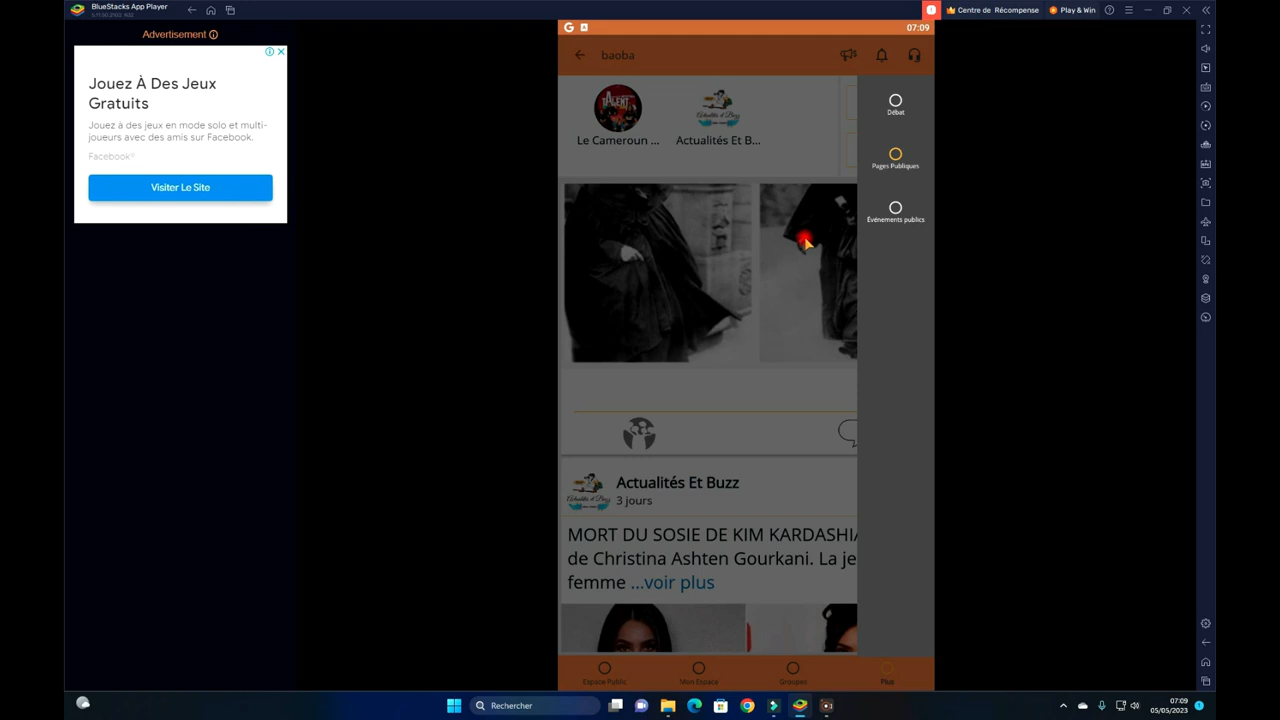 BlueStacks App Player
Centre de Récompense
Play & Win
Advertisement
Jouez À Des Jeux
Gratuits
Jouez à des jeux en mode solo et multi-
joueurs avec des amis sur Facebook.
Facebook
Visiter Le Site
07:09
baoba
Débat
Pages Publiques
Événements publics
Le Cameroun ...
Actualités Et B...
Actualités Et Buzz
3 jours
MORT DU SOSIE DE KIM KARDASHIA
de Christina Ashten Gourkani. La je
femme ...voir plus
Espace Public
Mon Espace
Groupes
Plus
Rechercher
07:09
05/05/2023